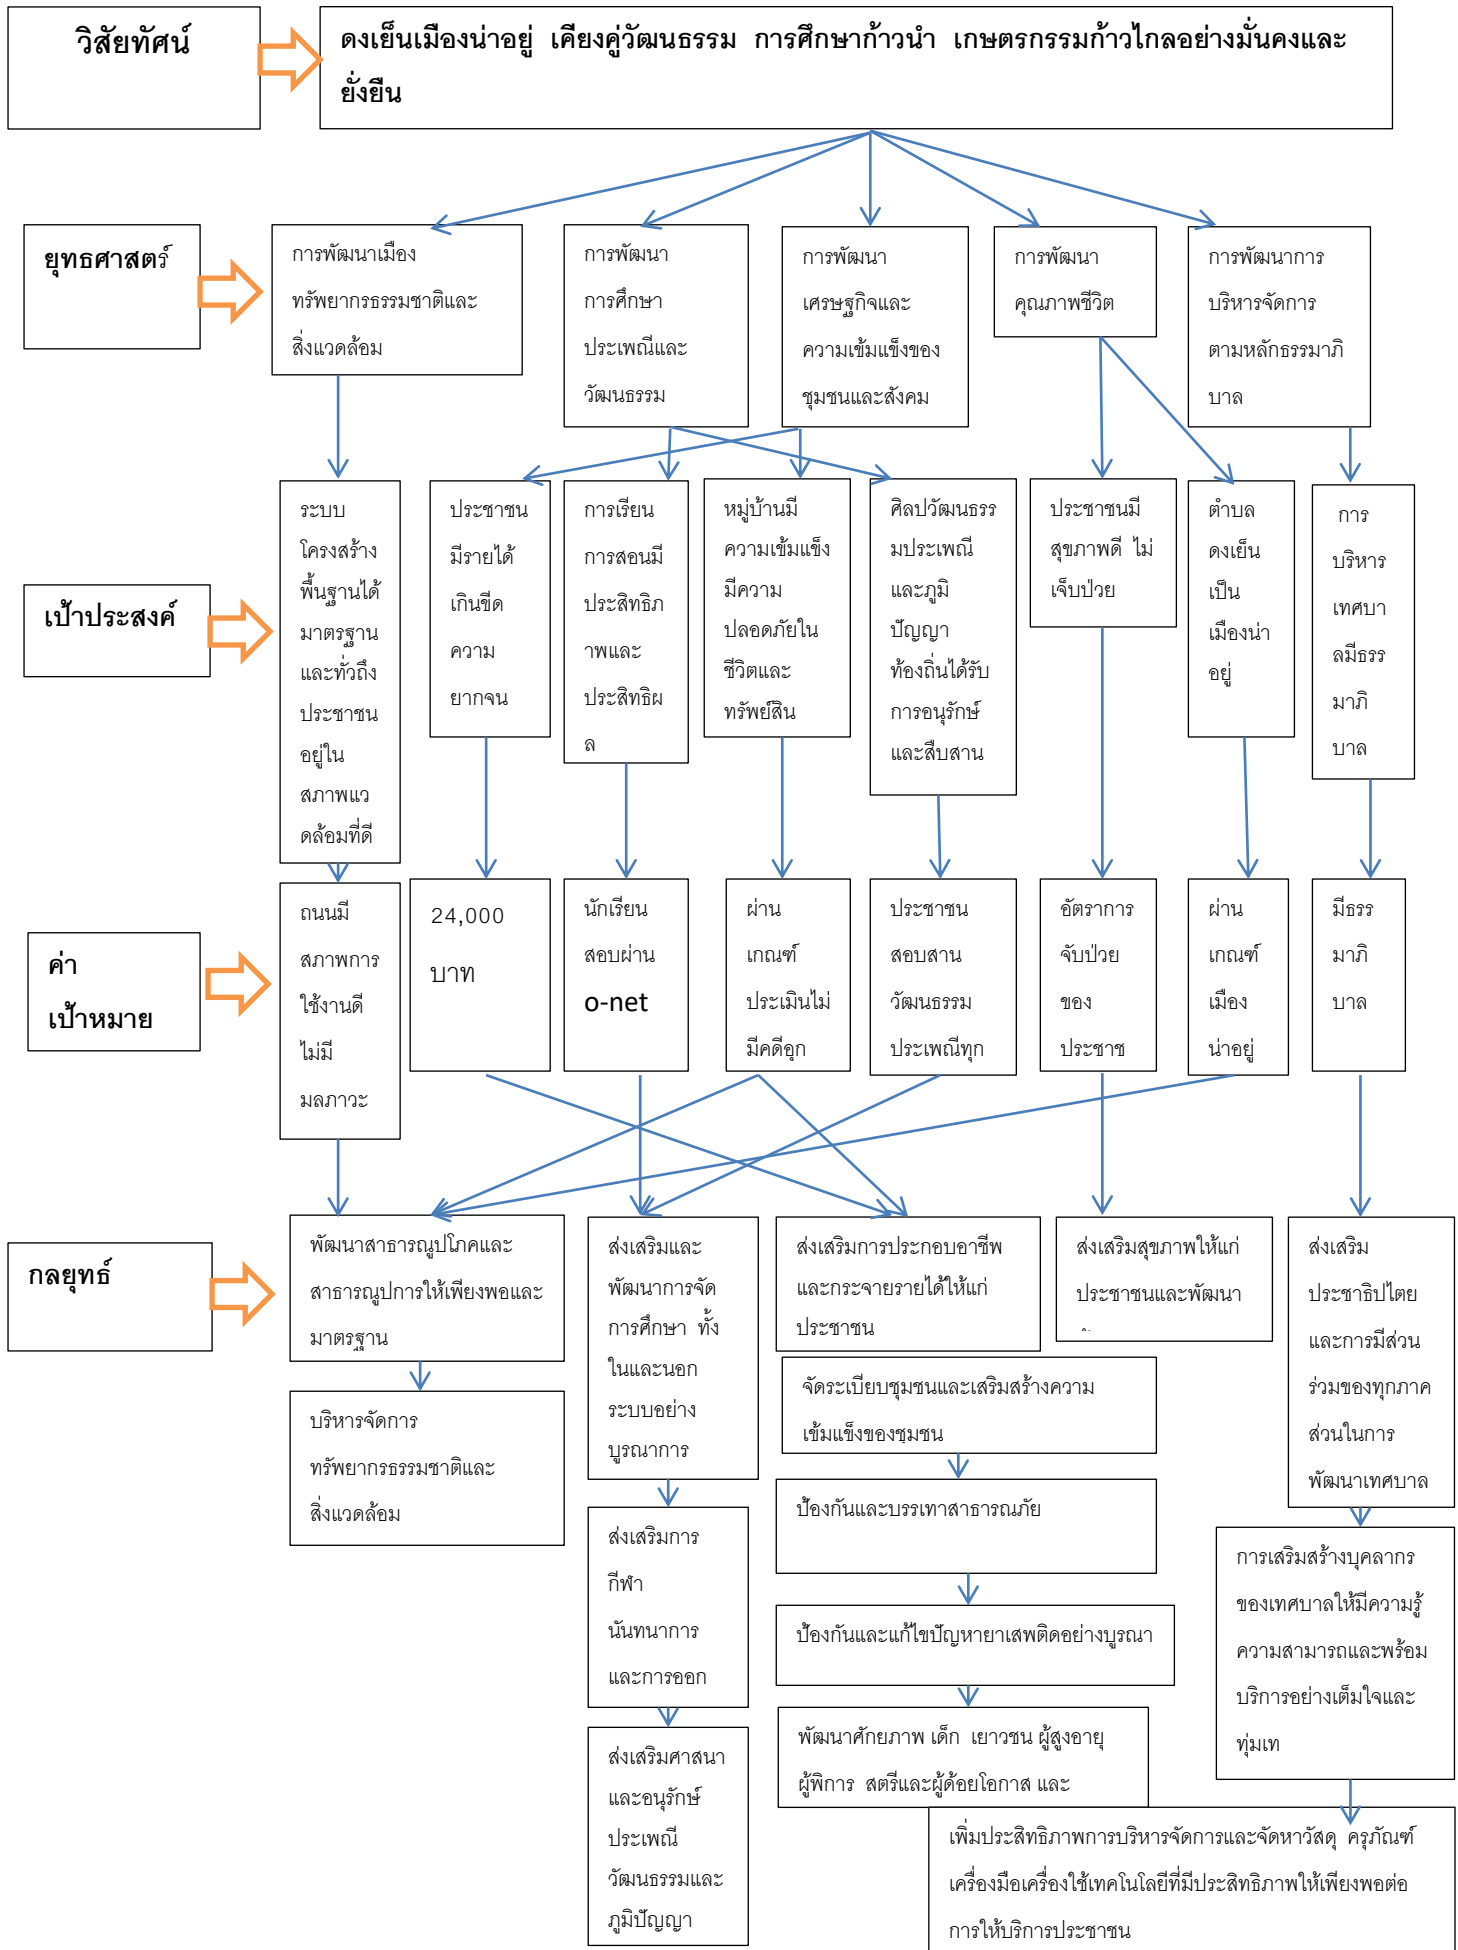 วิสัยทัศน์
ดงเย็นเมืองน่าอยู่ เคียงคู่วัฒนธรรม การศึกษาก้าวนำ เกษตรกรรมก้าวไกลอย่างมั่นคงและ
ยั่งยืน
ยุทธศาสตร์
การพัฒนาเมือง
ทรัพยากรธรรมชาติและ
สิ่งแวดล้อม
การพัฒนา
การศึกษา
ประเพณีและ
วัฒนธรรม
การพัฒนา
เศรษฐกิจและ
ความเข้มแข็งของ
ชุมชนและสังคม
การพัฒนา
คุณภาพชีวิต
การพัฒนาการ
บริหารจัดการ
ตามหลักธรรมาภิ
บาล
เป้าประสงค์
ระบบ
โครงสร้าง
พื้นฐานได้
มาตรฐาน
และทั่วถึง
ประชาชน
อยู่ใน
สภาพแว
ดล้อมที่ดี
ประชาชน
มีรายได้
เกินขีด
ความ
ยากจน
การเรียน
การสอนมี
ประสิทธิภ
าพและ
ประสิทธิผ
ล
หมู่บ้านมี
ความเข้มแข็ง
มีความ
ปลอดภัยใน
ชีวิตและ
ทรัพย์สิน
ศิลปวัฒนธรร
มประเพณี
และภูมิ
ปัญญา
ท้องถิ่นได้รับ
การอนุรักษ์
และสืบสาน
ประชาชนมี
สุขภาพดี ไม่
เจ็บป่วย
ตำบล
ดงเย็น
เป็น
เมืองน่า
อยู่
การ
บริหาร
เทศบา
ลมีธรร
มาภิ
บาล
ค่า
เป้าหมาย
ถนนมี
สภาพการ
ใช้งานดี
ไม่มี
มลภาวะ
24,000
บาท
นักเรียน
สอบผ่าน
o-net
ผ่าน
เกณฑ์
ประเมินไม่
มีคดีอุก
ประชาชน
สอบสาน
วัฒนธรรม
ประเพณีทุก
อัตราการ
จับป่วย
ของ
ประชาช
ผ่าน
เกณฑ์
เมือง
น่าอยู่
มีธรร
มาภิ
บาล
กลยุทธ์
พัฒนาสาธารณูปโภคและ
สาธารณูปการให้เพียงพอและ
มาตรฐาน
บริหารจัดการ
ทรัพยากรธรรมชาติและ
สิ่งแวดล้อม
ส่งเสริมและ
พัฒนาการจัด
การศึกษา ทั้ง
ในและนอก
ระบบอย่าง
บูรณาการ
ส่งเสริมการ
กีฬา
นันทนาการ
และการออก
ส่งเสริมศาสนา
และอนุรักษ์
ประเพณี
วัฒนธรรมและ
ภูมิปัญญา
ส่งเสริมการประกอบอาชีพ
และกระจายรายได้ให้แก่
ประชาชน
จัดระเบียบชุมชนและเสริมสร้างความ
เข้มแข็งของชุมชน
ป้องกันและบรรเทาสาธารณภัย
ป้องกันและแก้ไขปัญหายาเสพติดอย่างบูรณา
พัฒนาศักยภาพ เด็ก เยาวชน ผู้สูงอายุ
ผู้พิการ สตรีและผู้ด้อยโอกาส และ
ส่งเสริมสุขภาพให้แก่
ประชาชนและพัฒนา
ส่งเสริม
ประชาธิปไตย
และการมีส่วน
ร่วมของทุกภาค
ส่วนในการ
พัฒนาเทศบาล
การเสริมสร้างบุคลากร
ของเทศบาลให้มีความรู้
ความสามารถและพร้อม
บริการอย่างเต็มใจและ
ทุ่มเท
เพิ่มประสิทธิภาพการบริหารจัดการและจัดหาวัสดุ ครุภัณฑ์
เครื่องมือเครื่องใช้เทคโนโลยีที่มีประสิทธิภาพให้เพียงพอต่อ
การให้บริการประชาชน